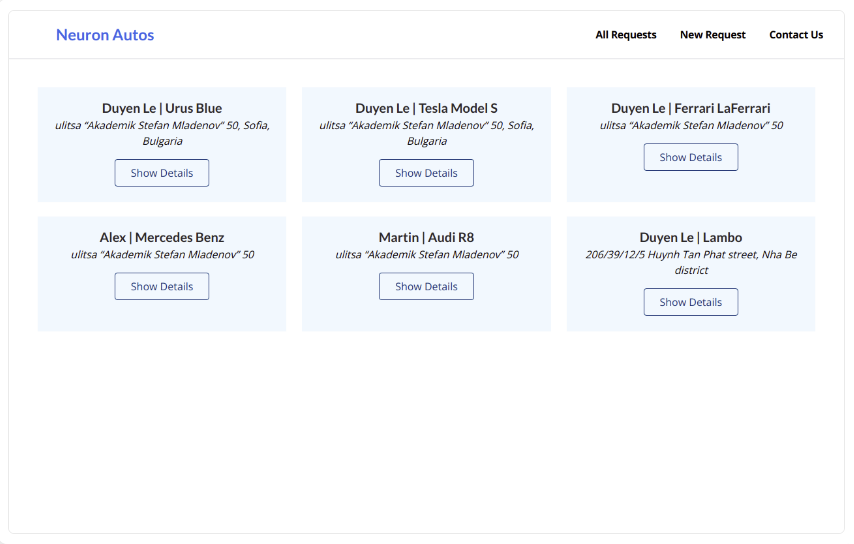 Neuron Autos
All Requests
New Request
Contact Us
Duyen Le | Urus Blue
ulitsa “Akademik Stefan Mladenov” 50, Sofia,
Bulgaria
Show Details
Duyen Le | Tesla Model S
ulitsa “Akademik Stefan Mladenov” 50, Sofia,
Bulgaria
Show Details
Duyen Le | Ferrari LaFerrari
ulitsa “Akademik Stefan Mladenov” 50
Show Details
Alex | Mercedes Benz
ulitsa “Akademik Stefan Mladenov” 50
Show Details
Martin | Audi R8
ulitsa “Akademik Stefan Mladenov” 50
Show Details
Duyen Le | Lambo
206/39/12/5 Huynh Tan Phat street, Nha Be
district
Show Details